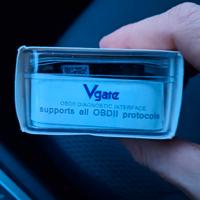 Vgate
OBDII DIAGNOSTIC INTERFACE
supports all OBDII protocols